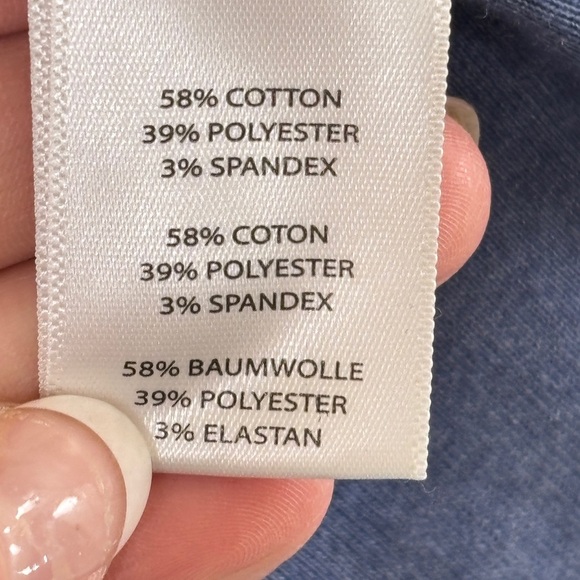 58% COTTON
39% POLYESTER
3% SPANDEX
58% COTON
39% POLYESTER
3% SPANDEX
58% BAUMWOLLE
39% POLYESTER
3% ELASTAN